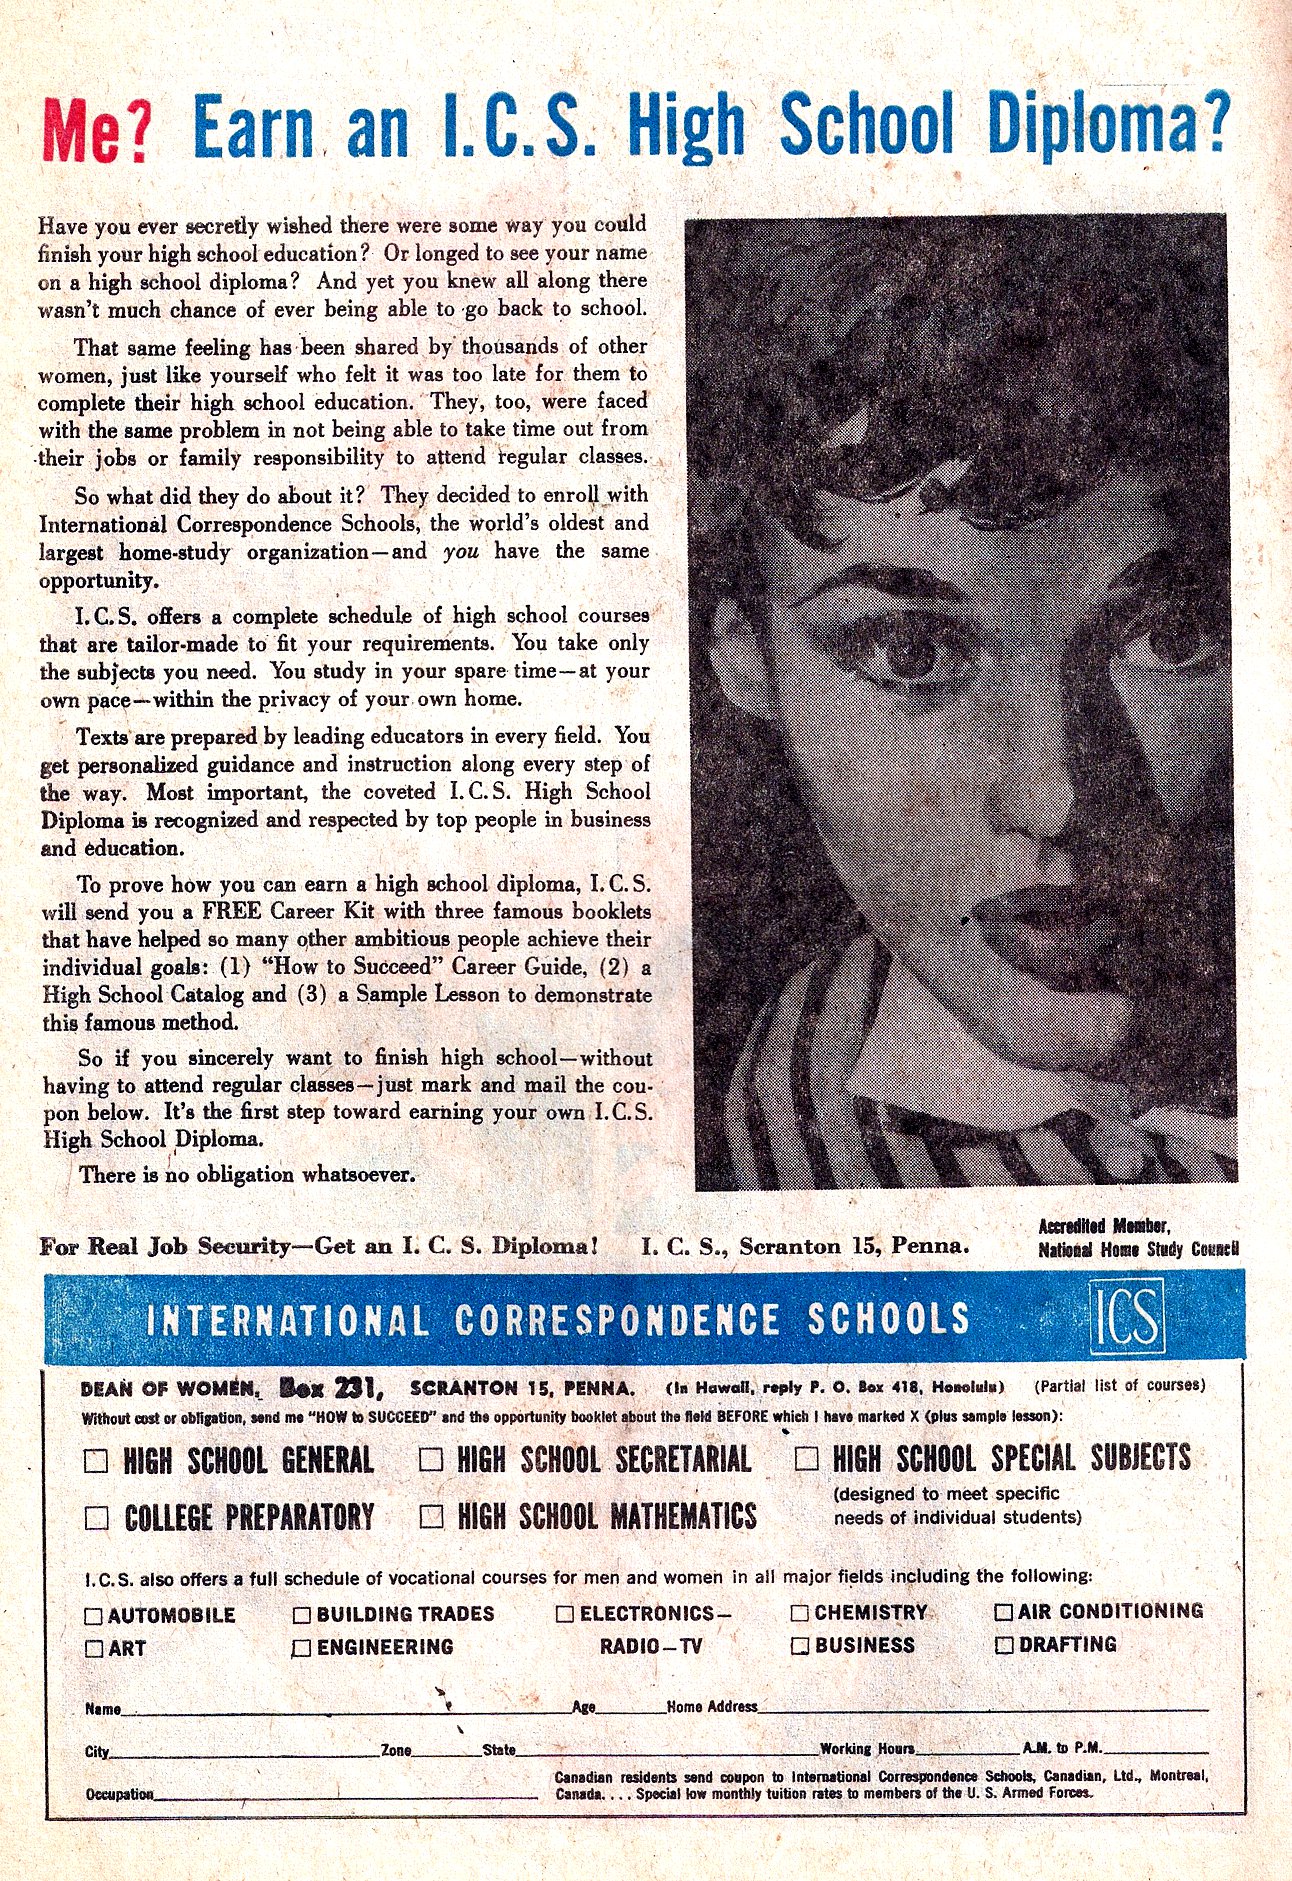 Me? Earn an I.C.S. High School Diploma?
Have you ever secretly wished there were some way you could
finish your high school education? Or longed to see your name
on a high school diploma? And yet you knew all along there
wasn't much chance of ever being able to go back to school.
That same feeling has been shared by thousands of other
women, just like yourself who felt it was too late for them to
complete their high school education. They, too, were faced
with the same problem in not being able to take time out from
their jobs or family responsibility to attend regular classes.
So what did they do about it? They decided to enroll with
International Correspondence Schools, the world's oldest and
largest home-study organization—and you have the same
opportunity.
I.C.S. offers a complete schedule of high school courses
that are tailor-made to fit your requirements. You take only
the subjects you need. You study in your spare time—at your
own pace—within the privacy of your own home.
Texts are prepared by leading educators in every field. You
get personalized guidance and instruction along every step of
the way. Most important, the coveted I.C.S. High School
Diploma is recognized and respected by top people in business
and education.
To prove how you can earn a high school diploma, I.C.S.
will send you a FREE Career Kit with three famous booklets
that have helped so many other ambitious people achieve their
individual goals: (1) "How to Succeed" Career Guide, (2) a
High School Catalog and (3) a Sample Lesson to demonstrate
this famous method.
So if you sincerely want to finish high school—without
having to attend regular classes—just mark and mail the cou-
pon below. It's the first step toward earning your own I.C.S.
High School Diploma.
There is no obligation whatsoever.
For Real Job Security—Get an I. C. S. Diploma! I. C. S., Scranton 15, Penna.
Accredited Member,
National Home Study Council
INTERNATIONAL CORRESPONDENCE SCHOOLS ICS
DEAN OF WOMEN, Box 231, SCRANTON 15, PENNA. (In Hawaii, reply P. O. Box 418, Honolulu) (Partial list of courses)
Without cost or obligation, send me "HOW to SUCCEED" and the opportunity booklet about the field BEFORE which I have marked X (plus sample lesson):
HIGH SCHOOL GENERAL HIGH SCHOOL SECRETARIAL HIGH SCHOOL SPECIAL SUBJECTS
(designed to meet specific
needs of individual students)
COLLEGE PREPARATORY HIGH SCHOOL MATHEMATICS
I.C.S. also offers a full schedule of vocational courses for men and women in all major fields including the following:
AUTOMOBILE BUILDING TRADES ELECTRONICS— CHEMISTRY AIR CONDITIONING
ART ENGINEERING RADIO—TV BUSINESS DRAFTING
Name Age Home Address
City Zone State Working Hours A.M. to P.M.
Occupation
Canadian residents send coupon to International Correspondence Schools, Canadian, Ltd., Montreal,
Canada. . . . Special low monthly tuition rates to members of the U. S. Armed Forces.